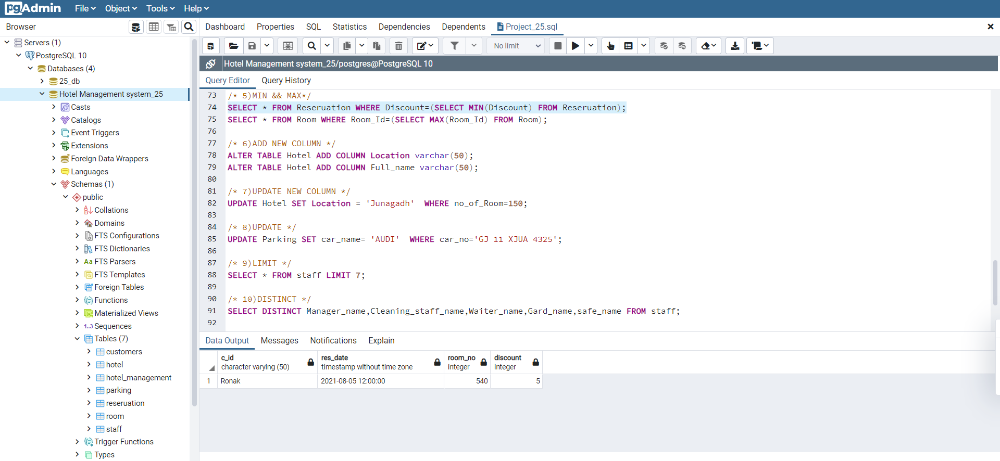 pgAdmin File Object Tools Help
Browser
Dashboard Properties SQL Statistics Dependencies Dependents Project_25.sql
No limit
Hotel Management system_25/postgres@PostgreSQL 10
Query Editor Query History
Servers (1)
PostgreSQL 10
Databases (4)
25_db
Hotel Management system_25
Casts
Catalogs
Event Triggers
Extensions
Foreign Data Wrappers
Languages
Schemas (1)
public
Collations
Domains
FTS Configurations
FTS Dictionaries
Aa FTS Parsers
FTS Templates
Foreign Tables
Functions
Materialized Views
1..3 Sequences
Tables (7)
customers
hotel
hotel_management
parking
reseruation
room
staff
Trigger Functions
Types
73 /* 5)MIN && MAX*/
74 SELECT * FROM Reseruation WHERE Discount=(SELECT MIN(Discount) FROM Reseruation);
75 SELECT * FROM Room WHERE Room_Id=(SELECT MAX(Room_Id) FROM Room);
76
77 /* 6)ADD NEW COLUMN */
78 ALTER TABLE Hotel ADD COLUMN Location varchar(50);
79 ALTER TABLE Hotel ADD COLUMN Full_name varchar(50);
80
81 /* 7)UPDATE NEW COLUMN */
82 UPDATE Hotel SET Location = 'Junagadh'  WHERE no_of_Room=150;
83
84 /* 8)UPDATE */
85 UPDATE Parking SET car_name= 'AUDI'  WHERE car_no='GJ 11 XJUA 4325';
86
87 /* 9)LIMIT */
88 SELECT * FROM staff LIMIT 7;
89
90 /* 10)DISTINCT */
91 SELECT DISTINCT Manager_name,Cleaning_staff_name,Waiter_name,Gard_name,safe_name FROM staff;
92
Data Output Messages Notifications Explain
c_id res_date room_no discount
character varying (50) timestamp without time zone integer integer
1 Ronak 2021-08-05 12:00:00 540 5